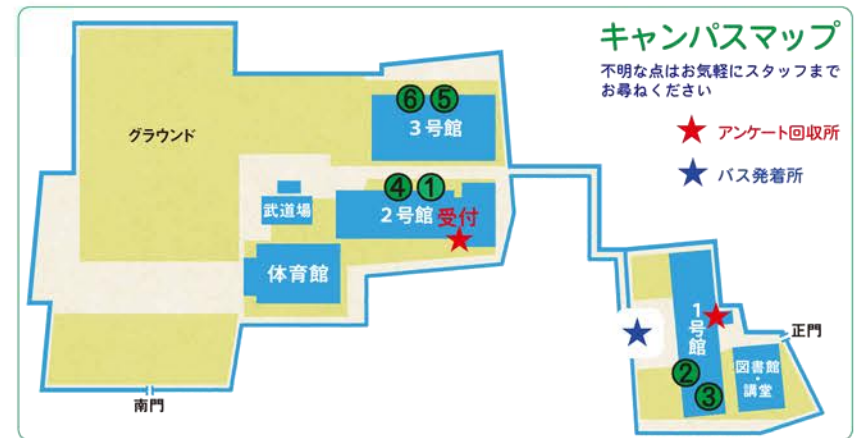 キャンパスマップ
不明な点はお気軽にスタッフまで
お尋ねください
★ アンケート回収所
★ バス発着所
グラウンド
⑥ ⑤
3号館
④ ①
2号館 受付
武道場
体育館
南門
1号館
② ③
図書館・講堂
正門